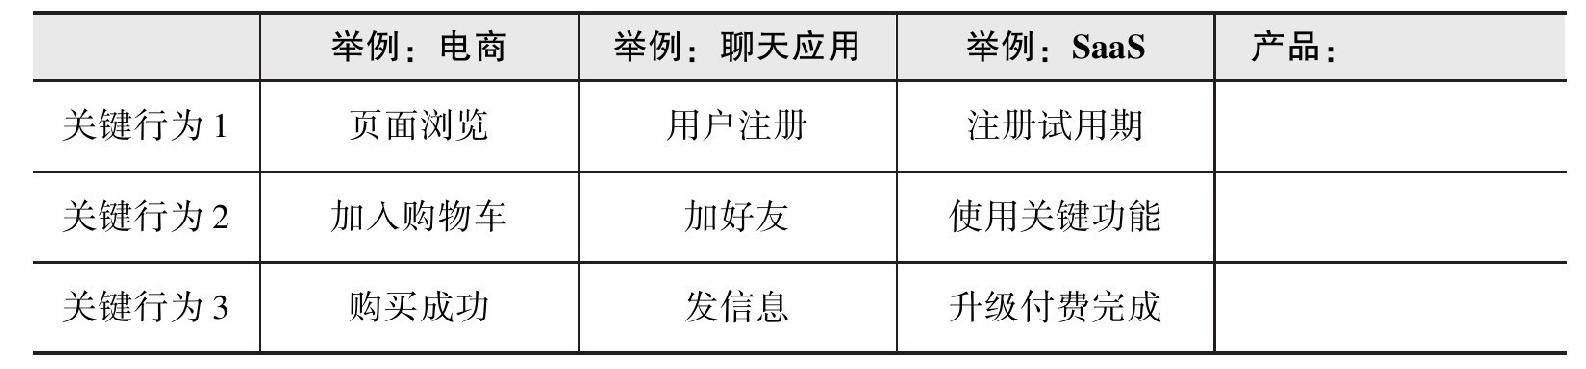 举例：电商 举例：聊天应用 举例：SaaS 产品：
关键行为1 页面浏览 用户注册 注册试用期
关键行为2 加入购物车 加好友 使用关键功能
关键行为3 购买成功 发信息 升级付费完成